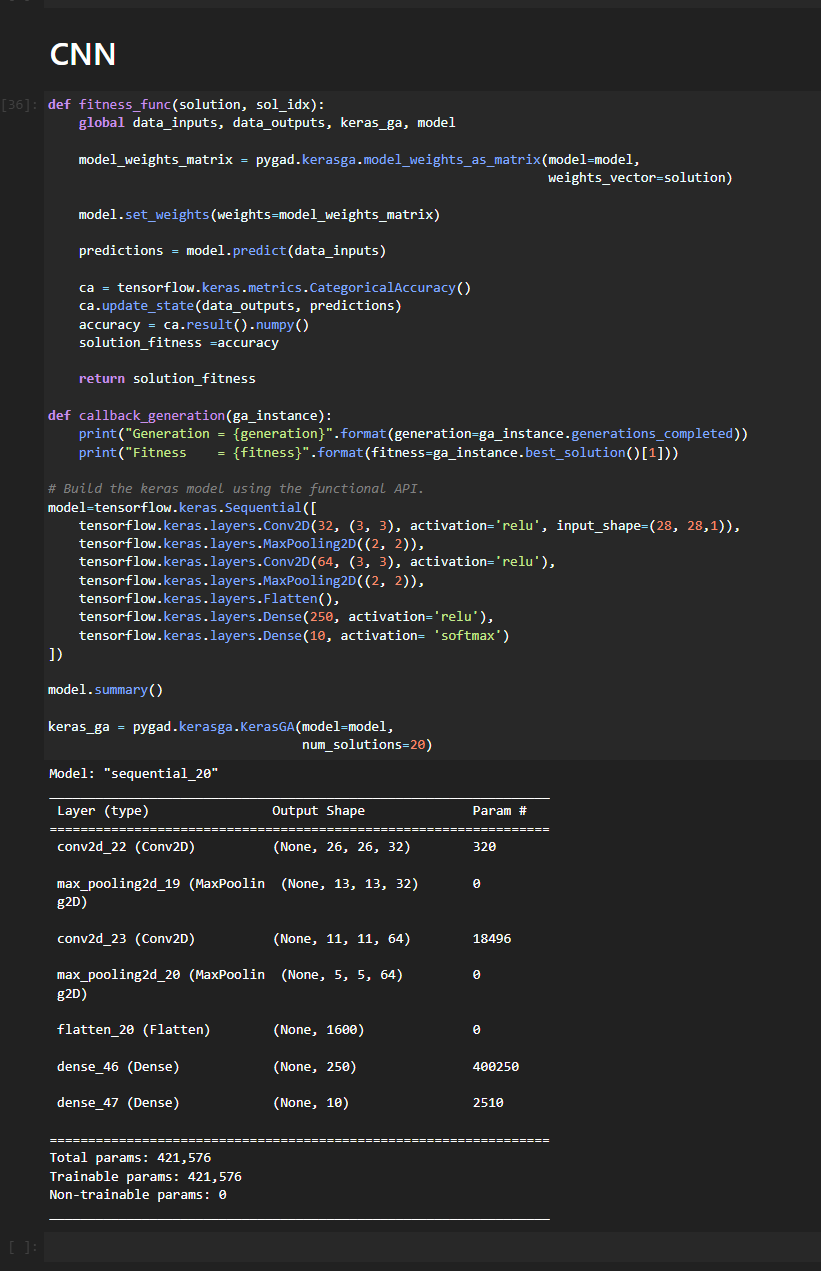 CNN
[36]:
def fitness_func(solution, sol_idx):
    global data_inputs, data_outputs, keras_ga, model
    model_weights_matrix = pygad.kerasga.model_weights_as_matrix(model=model,
                                                                 weights_vector=solution)
    model.set_weights(weights=model_weights_matrix)
    predictions = model.predict(data_inputs)
    ca = tensorflow.keras.metrics.CategoricalAccuracy()
    ca.update_state(data_outputs, predictions)
    accuracy = ca.result().numpy()
    solution_fitness =accuracy
    return solution_fitness
def callback_generation(ga_instance):
    print("Generation = {generation}".format(generation=ga_instance.generations_completed))
    print("Fitness    = {fitness}".format(fitness=ga_instance.best_solution()[1]))
# Build the keras model using the functional API.
model=tensorflow.keras.Sequential([
    tensorflow.keras.layers.Conv2D(32, (3, 3), activation='relu', input_shape=(28, 28,1)),
    tensorflow.keras.layers.MaxPooling2D((2, 2)),
    tensorflow.keras.layers.Conv2D(64, (3, 3), activation='relu'),
    tensorflow.keras.layers.MaxPooling2D((2, 2)),
    tensorflow.keras.layers.Flatten(),
    tensorflow.keras.layers.Dense(250, activation='relu'),
    tensorflow.keras.layers.Dense(10, activation= 'softmax')
])
model.summary()
keras_ga = pygad.kerasga.KerasGA(model=model,
                                 num_solutions=20)
Model: "sequential_20"
_________________________________________________________________
 Layer (type)                Output Shape              Param #
=================================================================
 conv2d_22 (Conv2D)          (None, 26, 26, 32)        320
 max_pooling2d_19 (MaxPoolin  (None, 13, 13, 32)       0
 g2D)
 conv2d_23 (Conv2D)          (None, 11, 11, 64)        18496
 max_pooling2d_20 (MaxPoolin  (None, 5, 5, 64)         0
 g2D)
 flatten_20 (Flatten)        (None, 1600)              0
 dense_46 (Dense)            (None, 250)               400250
 dense_47 (Dense)            (None, 10)                2510
=================================================================
Total params: 421,576
Trainable params: 421,576
Non-trainable params: 0
_________________________________________________________________
[ ]: